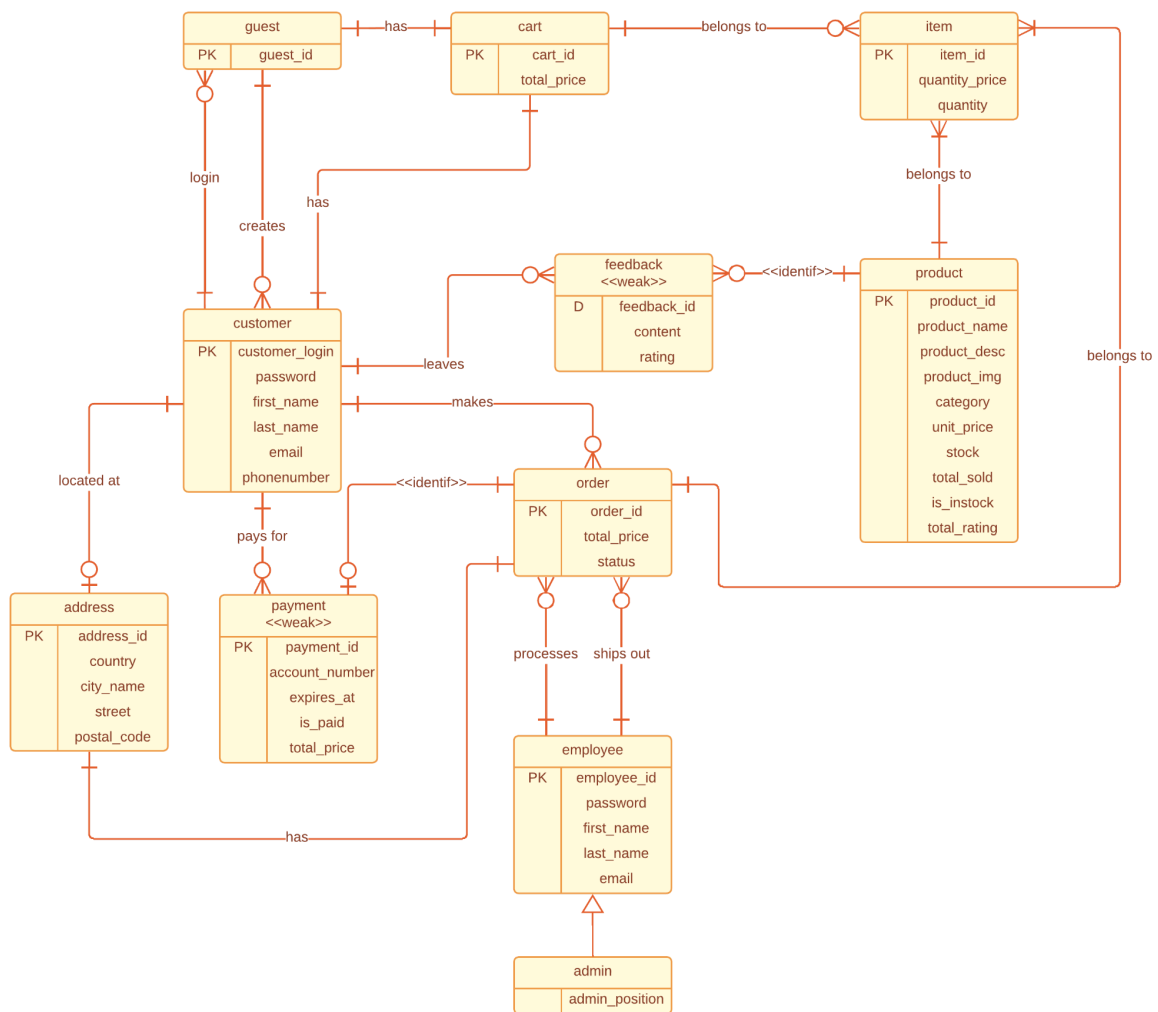 guest
PK guest_id
has
cart
PK cart_id
total_price
belongs to
item
PK item_id
quantity_price
quantity
login
creates
has
belongs to
belongs to
feedback
<<weak>>
D feedback_id
content
rating
<<identif>>
product
PK product_id
product_name
product_desc
product_img
category
unit_price
stock
total_sold
is_instock
total_rating
customer
PK customer_login
password
first_name
last_name
email
phonenumber
leaves
makes
located at
pays for
<<identif>>
order
PK order_id
total_price
status
address
PK address_id
country
city_name
street
postal_code
payment
<<weak>>
PK payment_id
account_number
expires_at
is_paid
total_price
processes
ships out
has
employee
PK employee_id
password
first_name
last_name
email
admin
admin_position